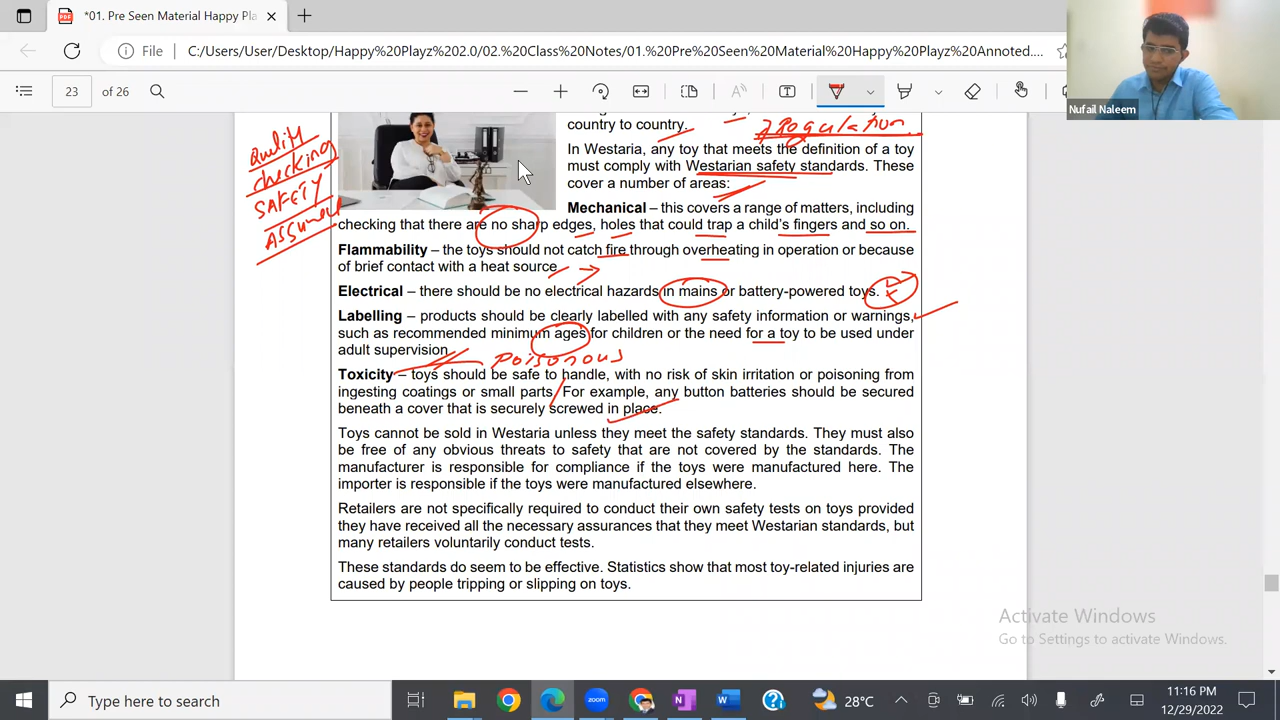 *01. Pre Seen Material Happy Pla
File
C:/Users/User/Desktop/Happy%20Playz%202.0/02.%20Class%20Notes/01.%20Pre%20Seen%20Material%20Happy%20Playz%20Annoted....
23 of 26
Nufail Naleem
country to country.
Regulation
In Westaria, any toy that meets the definition of a toy
must comply with Westarian safety standards. These
cover a number of areas:
Quality
checking
SAFETY
Mechanical – this covers a range of matters, including
checking that there are no sharp edges, holes that could trap a child's fingers and so on.
Flammability – the toys should not catch fire through overheating in operation or because
of brief contact with a heat source
Electrical – there should be no electrical hazards in mains or battery-powered toys.
Labelling – products should be clearly labelled with any safety information or warnings,
such as recommended minimum ages for children or the need for a toy to be used under
adult supervision
poisonous
Toxicity – toys should be safe to handle, with no risk of skin irritation or poisoning from
ingesting coatings or small parts. For example, any button batteries should be secured
beneath a cover that is securely screwed in place.
Toys cannot be sold in Westaria unless they meet the safety standards. They must also
be free of any obvious threats to safety that are not covered by the standards. The
manufacturer is responsible for compliance if the toys were manufactured here. The
importer is responsible if the toys were manufactured elsewhere.
Retailers are not specifically required to conduct their own safety tests on toys provided
they have received all the necessary assurances that they meet Westarian standards, but
many retailers voluntarily conduct tests.
These standards do seem to be effective. Statistics show that most toy-related injuries are
caused by people tripping or slipping on toys.
Activate Windows
Go to Settings to activate Windows.
Type here to search
28°C
11:16 PM
12/29/2022